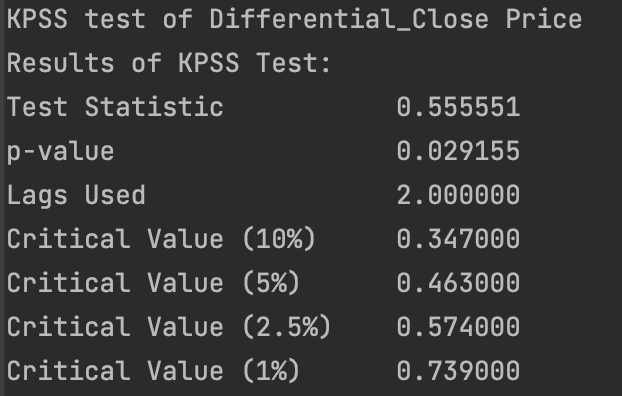 KPSS test of Differential_Close Price
Results of KPSS Test:
Test Statistic 0.555551
p-value 0.029155
Lags Used 2.000000
Critical Value (10%) 0.347000
Critical Value (5%) 0.463000
Critical Value (2.5%) 0.574000
Critical Value (1%) 0.739000